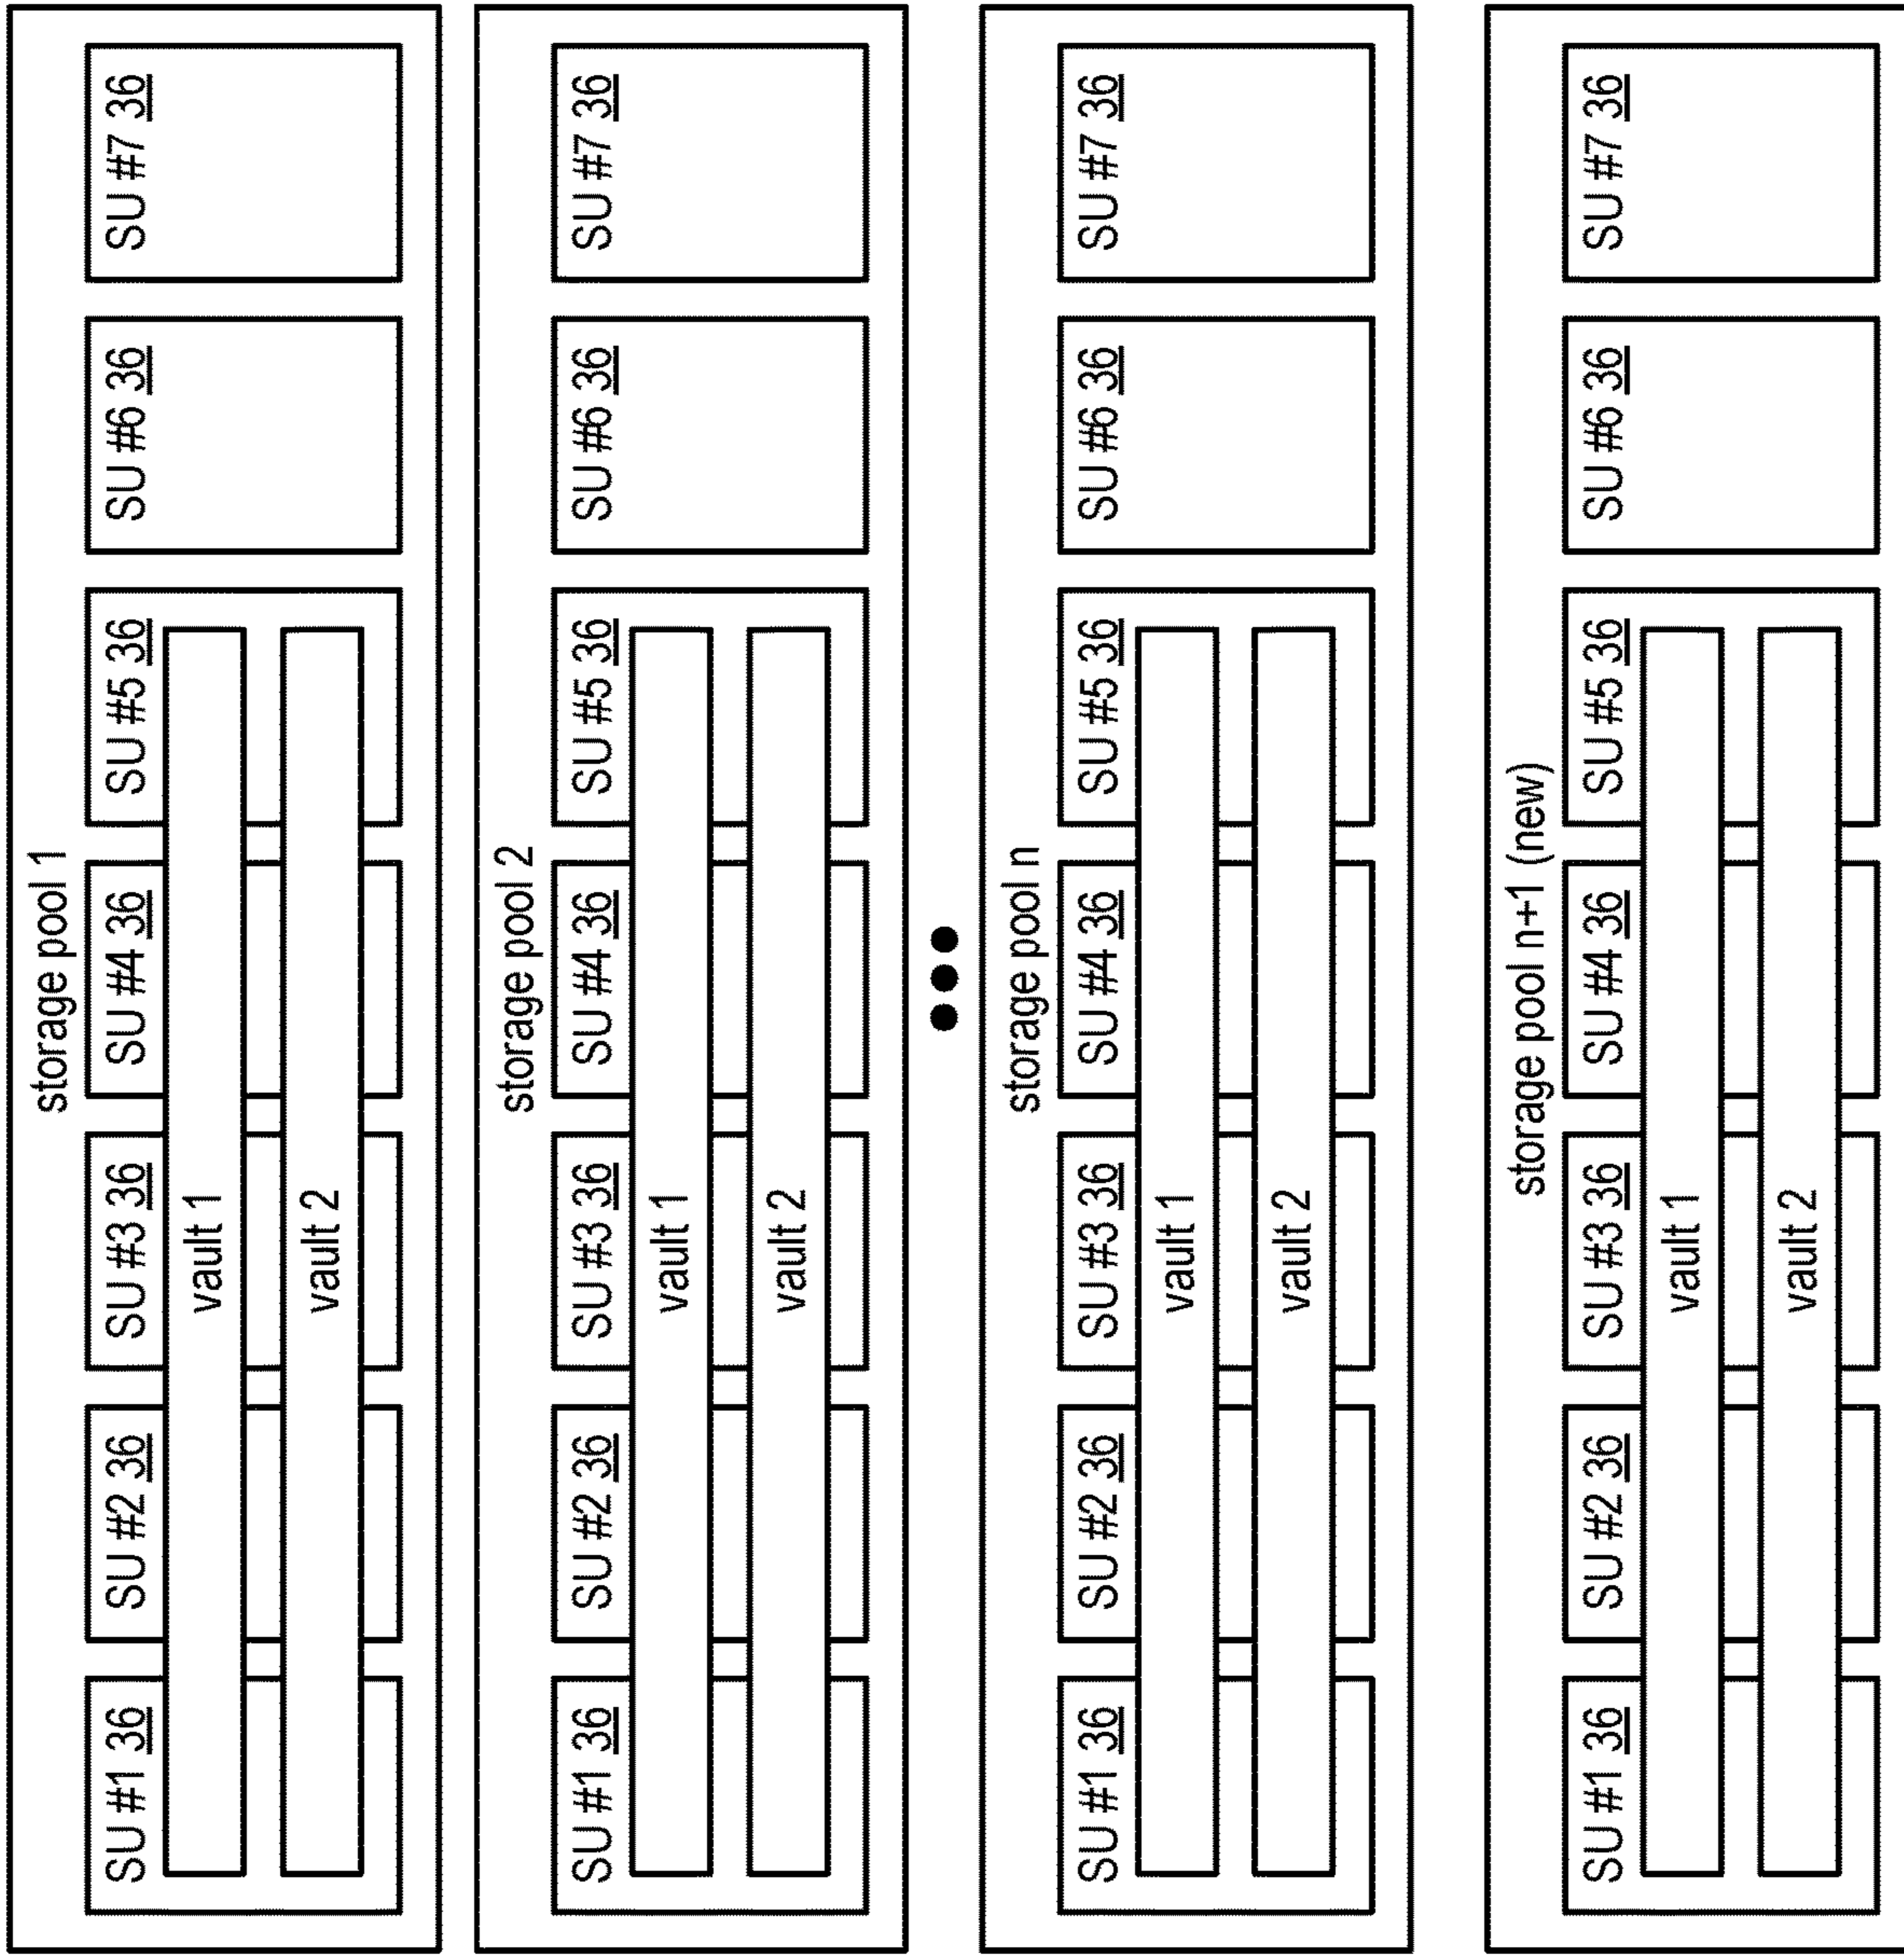 storage pool 1
SU #1 36 SU #2 36 SU #3 36 SU #4 36 SU #5 36 SU #6 36 SU #7 36
vault 1
vault 2
storage pool 2
SU #1 36 SU #2 36 SU #3 36 SU #4 36 SU #5 36 SU #6 36 SU #7 36
vault 1
vault 2
storage pool n
SU #1 36 SU #2 36 SU #3 36 SU #4 36 SU #5 36 SU #6 36 SU #7 36
vault 1
vault 2
storage pool n+1 (new)
SU #1 36 SU #2 36 SU #3 36 SU #4 36 SU #5 36 SU #6 36 SU #7 36
vault 1
vault 2